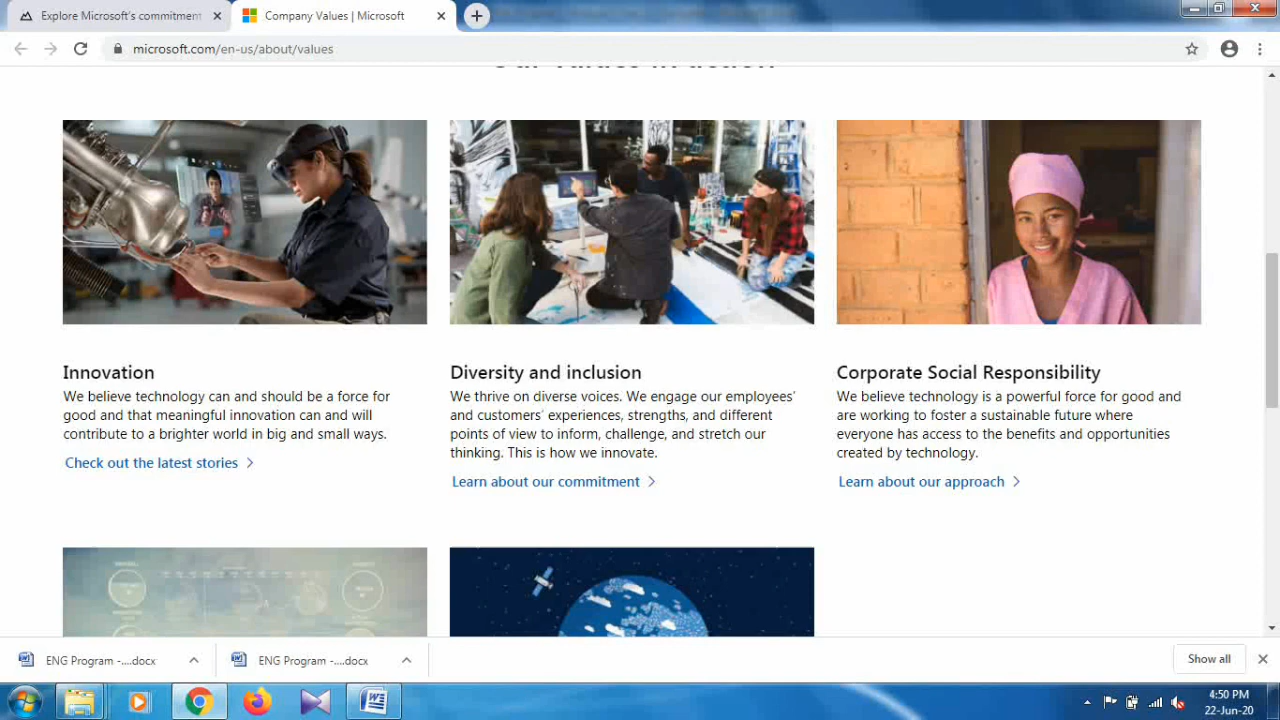 Explore Microsoft's commitment
Company Values | Microsoft
microsoft.com/en-us/about/values
Our values in action
Innovation
We believe technology can and should be a force for
good and that meaningful innovation can and will
contribute to a brighter world in big and small ways.
Check out the latest stories
Diversity and inclusion
We thrive on diverse voices. We engage our employees'
and customers' experiences, strengths, and different
points of view to inform, challenge, and stretch our
thinking. This is how we innovate.
Learn about our commitment
Corporate Social Responsibility
We believe technology is a powerful force for good and
are working to foster a sustainable future where
everyone has access to the benefits and opportunities
created by technology.
Learn about our approach
ENG Program -....docx
ENG Program -....docx
Show all
4:50 PM
22-Jun-20